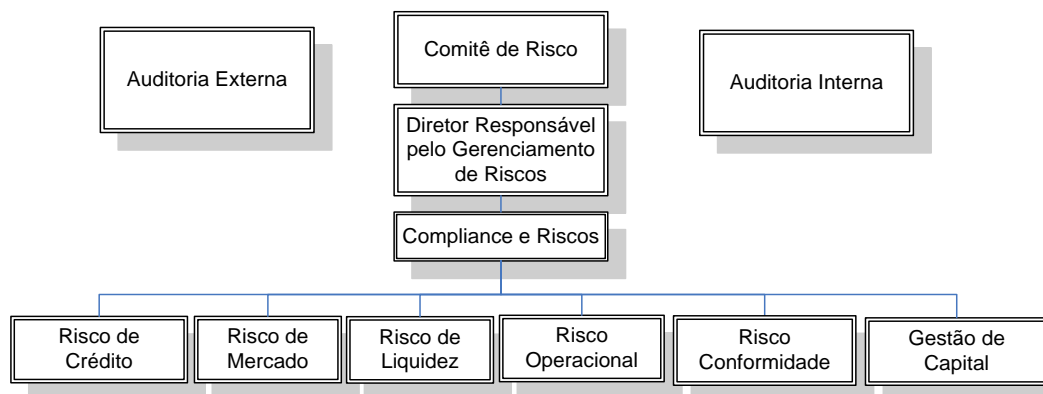 Auditoria Externa
Comitê de Risco
Auditoria Interna
Diretor Responsável
pelo Gerenciamento
de Riscos
Compliance e Riscos
Risco de
Crédito
Risco de
Mercado
Risco de
Liquidez
Risco
Operacional
Risco
Conformidade
Gestão de
Capital